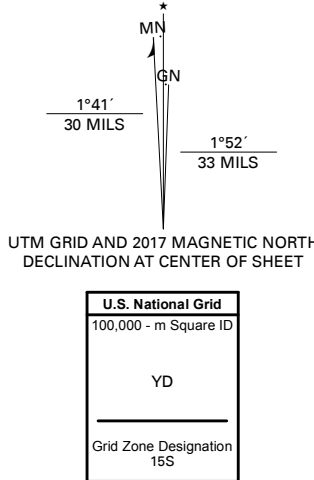 MN
GN
1°41´
30 MILS
1°52´
33 MILS
UTM GRID AND 2017 MAGNETIC NORTH
DECLINATION AT CENTER OF SHEET
U.S. National Grid
100,000 - m Square ID
YD
Grid Zone Designation
15S